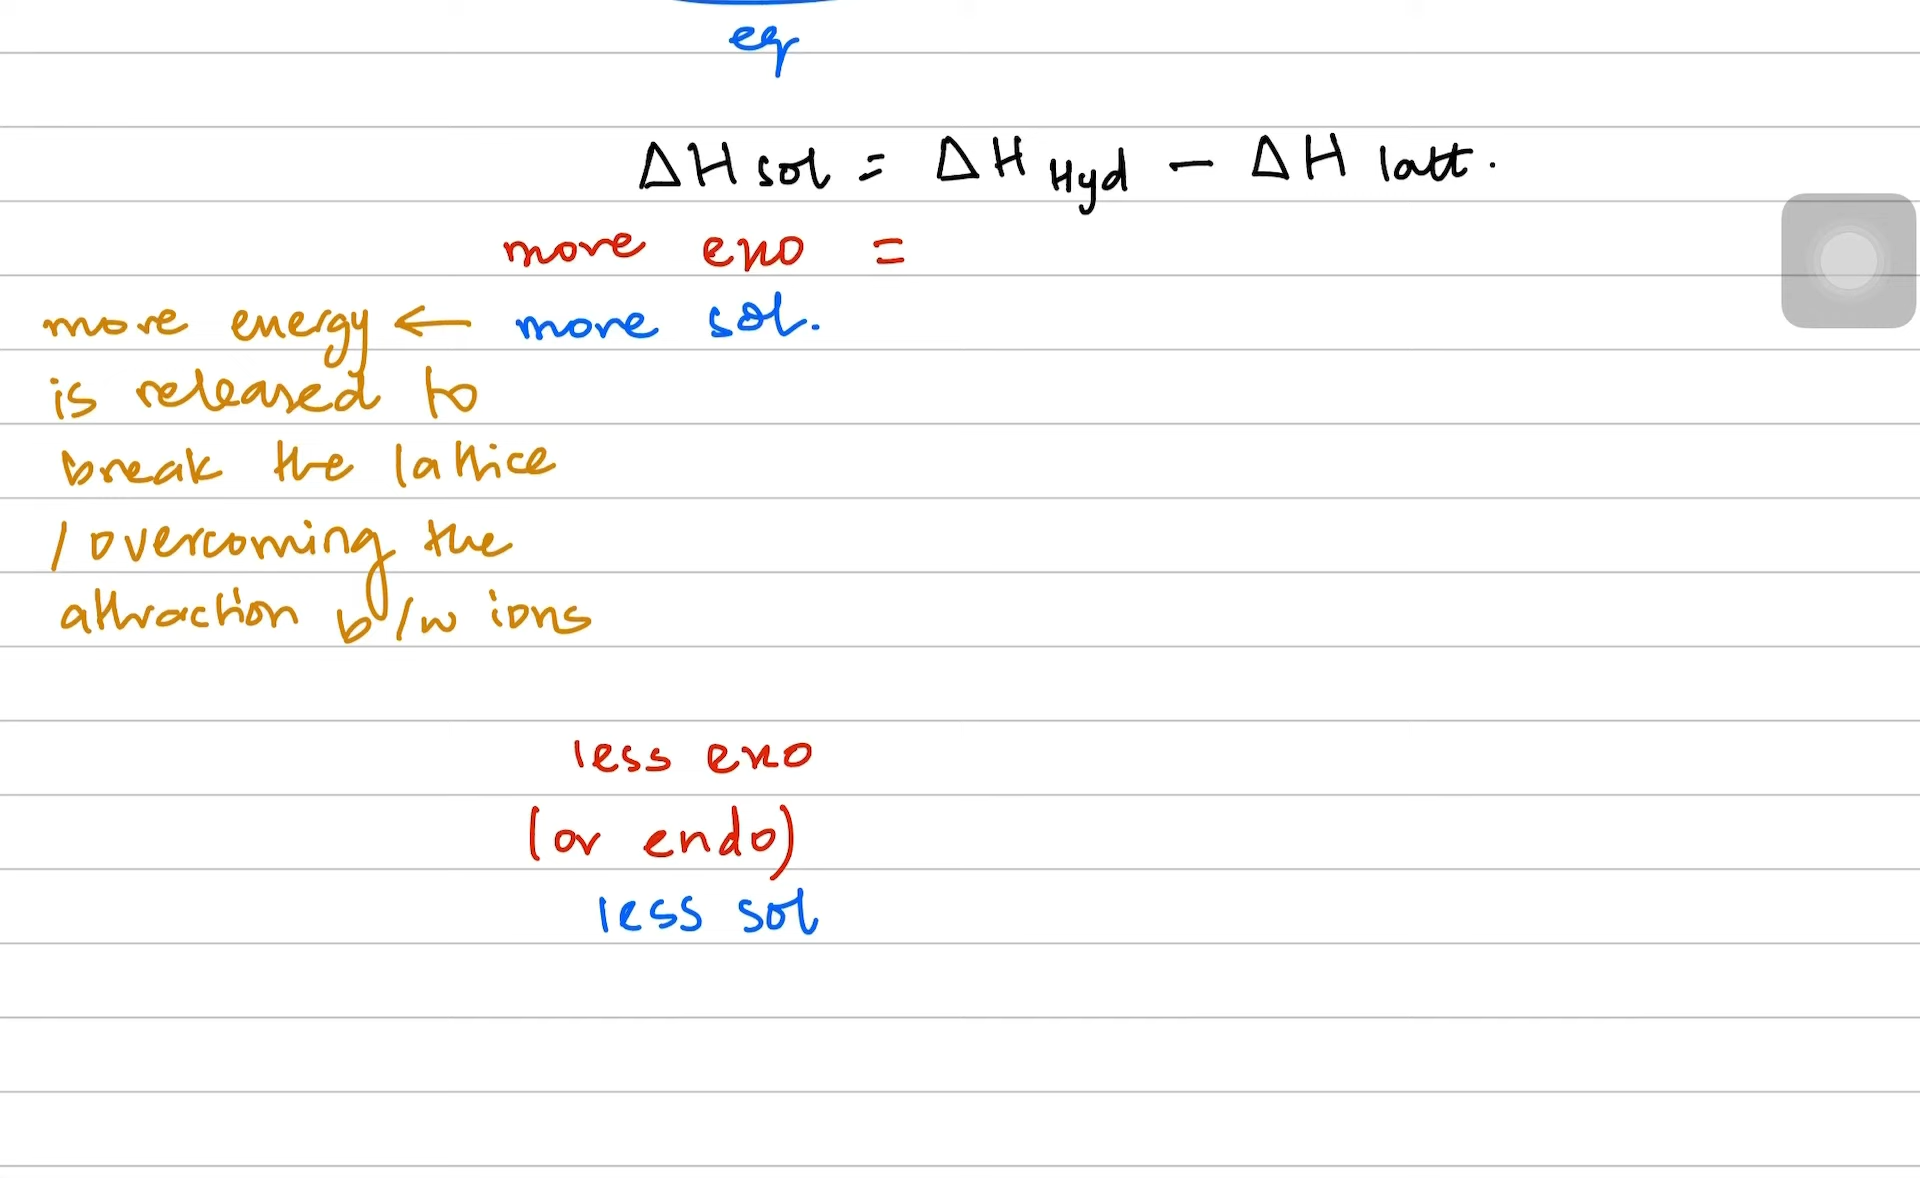 eq
ΔH sol = ΔH Hyd − ΔH latt.
more exo =
more energy ← more sol.
is released to
break the lattice
/ overcoming the
attraction b/w ions
less exo
(or endo)
less sol